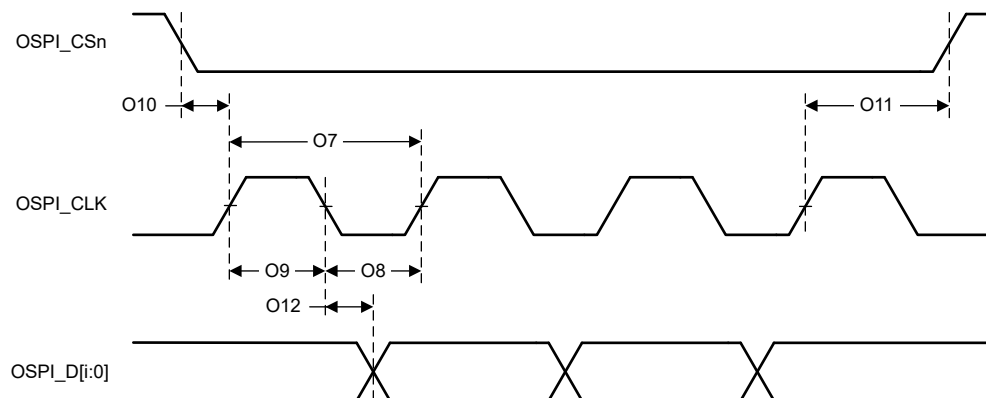 OSPI_CSn
O10
O11
O7
OSPI_CLK
O9
O8
O12
OSPI_D[i:0]